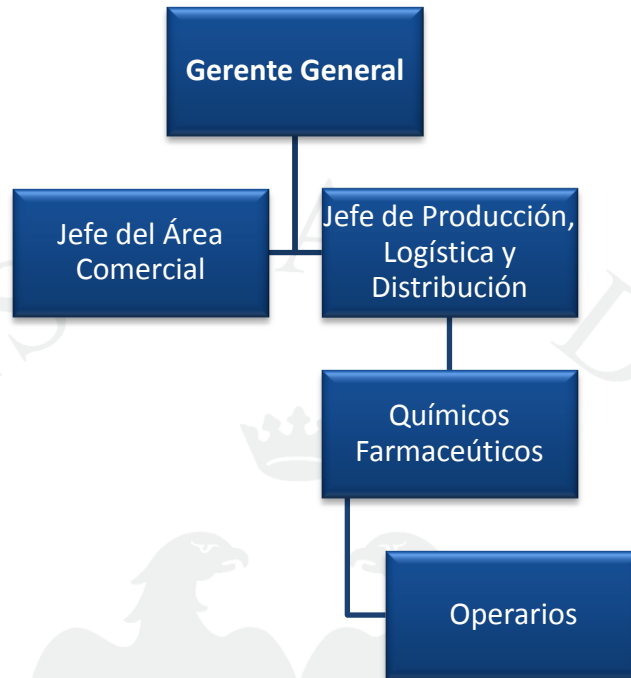 Gerente General
Jefe del Área
Comercial
Jefe de Producción,
Logística y
Distribución
Químicos
Farmaceúticos
Operarios